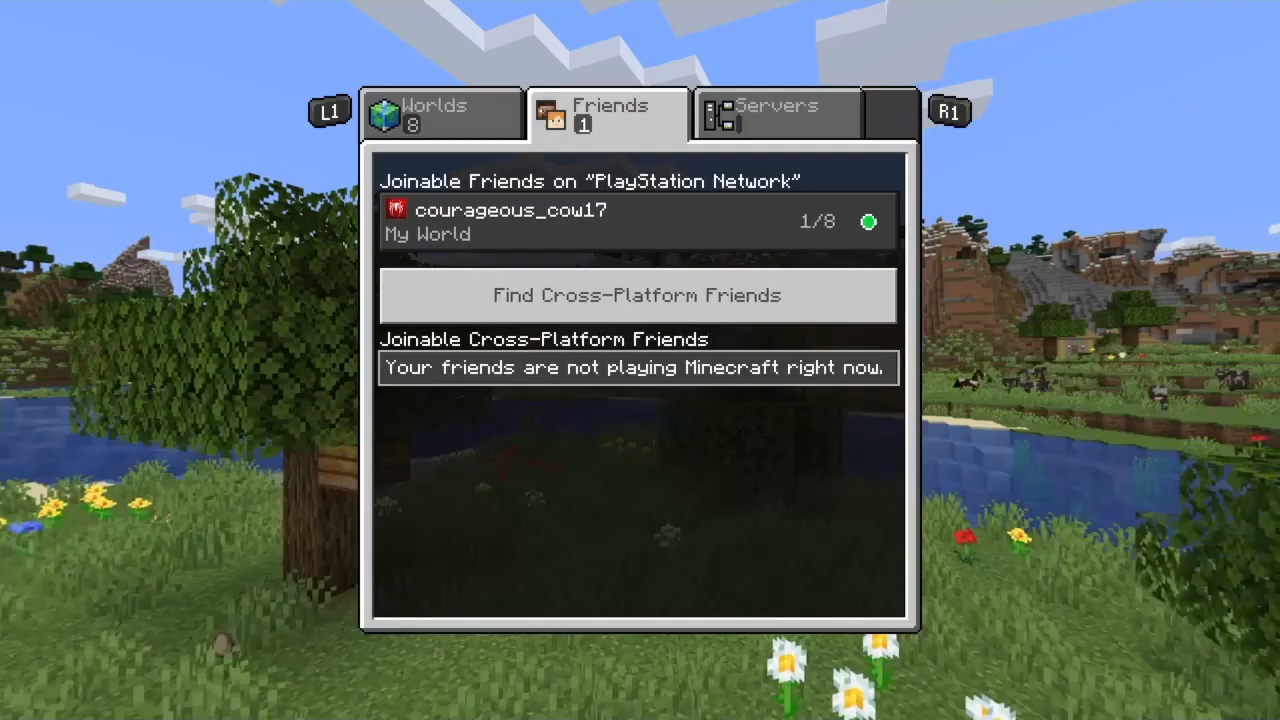 L1
Worlds
8
Friends
1
Servers
R1
Joinable Friends on "PlayStation Network"
courageous_cow17
1/8
My World
Find Cross-Platform Friends
Joinable Cross-Platform Friends
Your friends are not playing Minecraft right now.